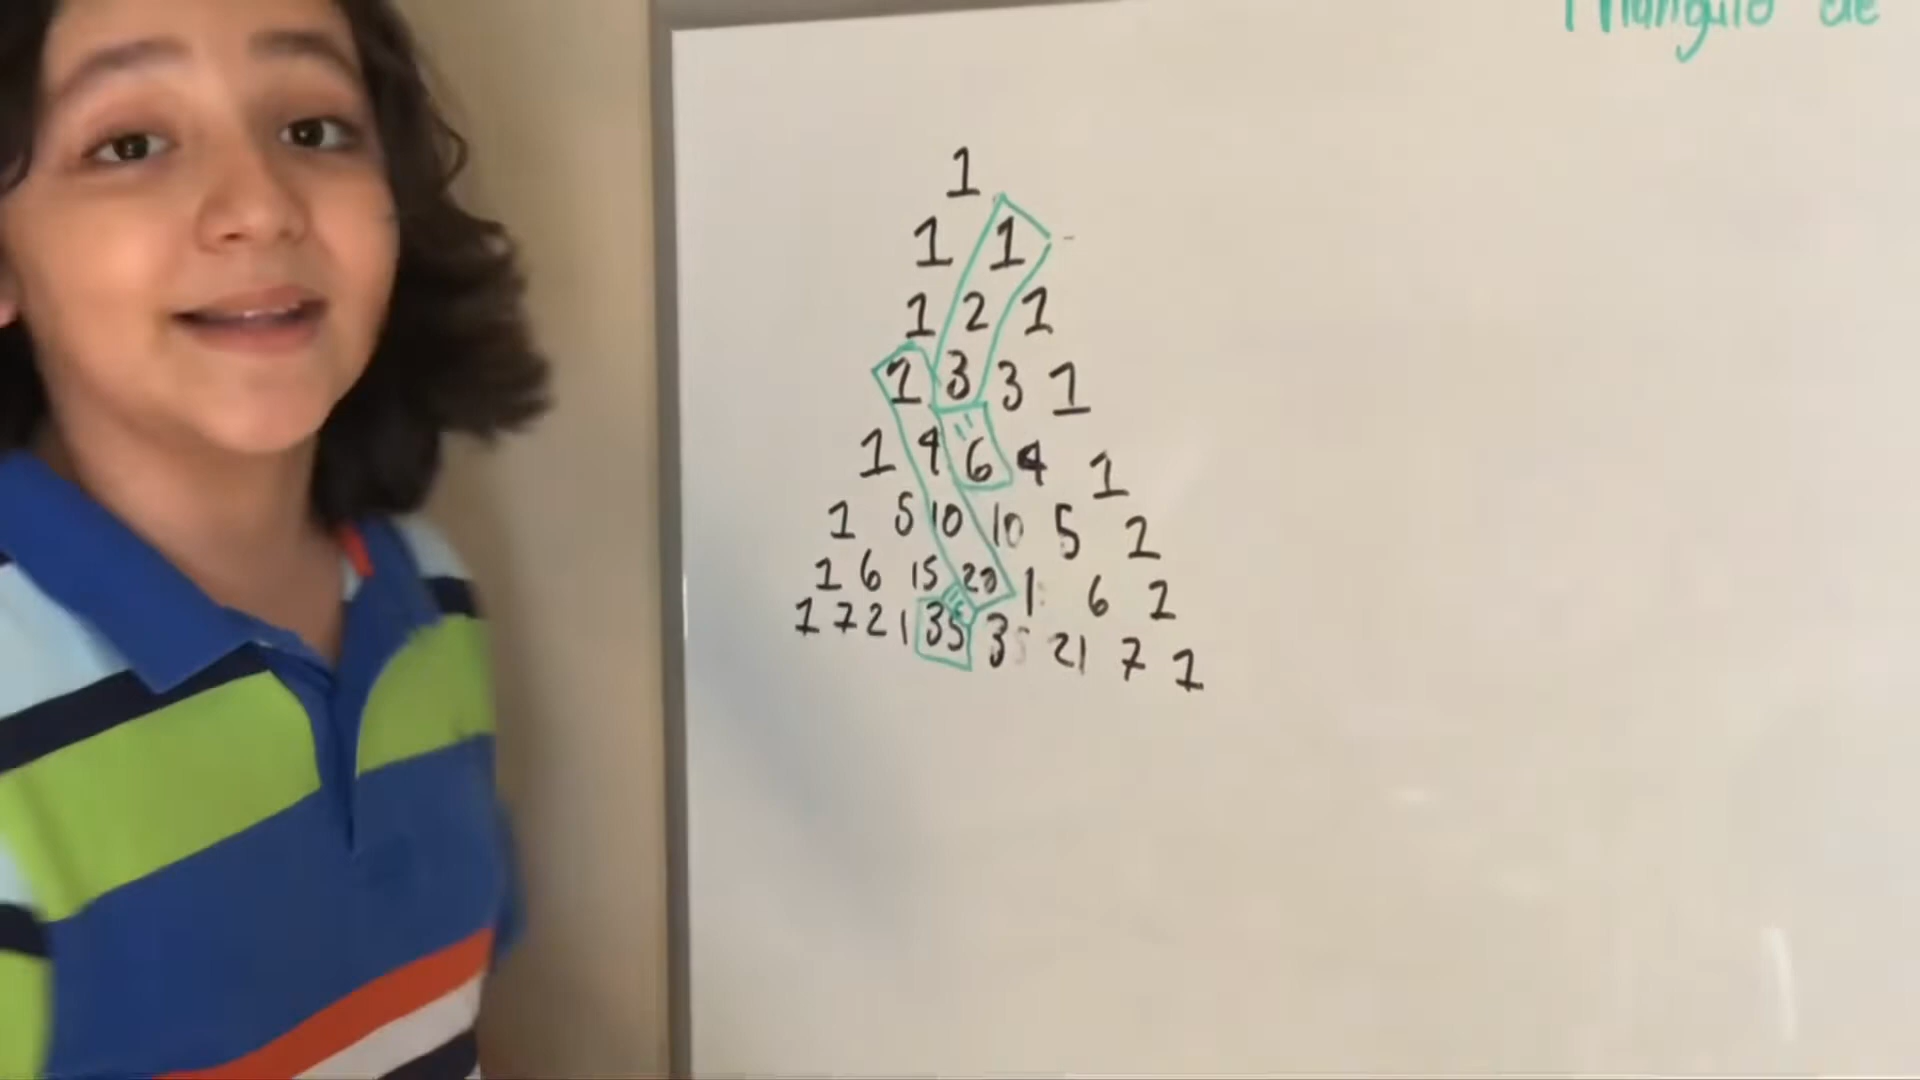 Triángulo de
1
1 1
1 2 1
1 3 3 1
1 4 6 4 1
1 5 10 10 5 1
1 6 15 20 1 6 1
1 7 21 35 35 21 7 1